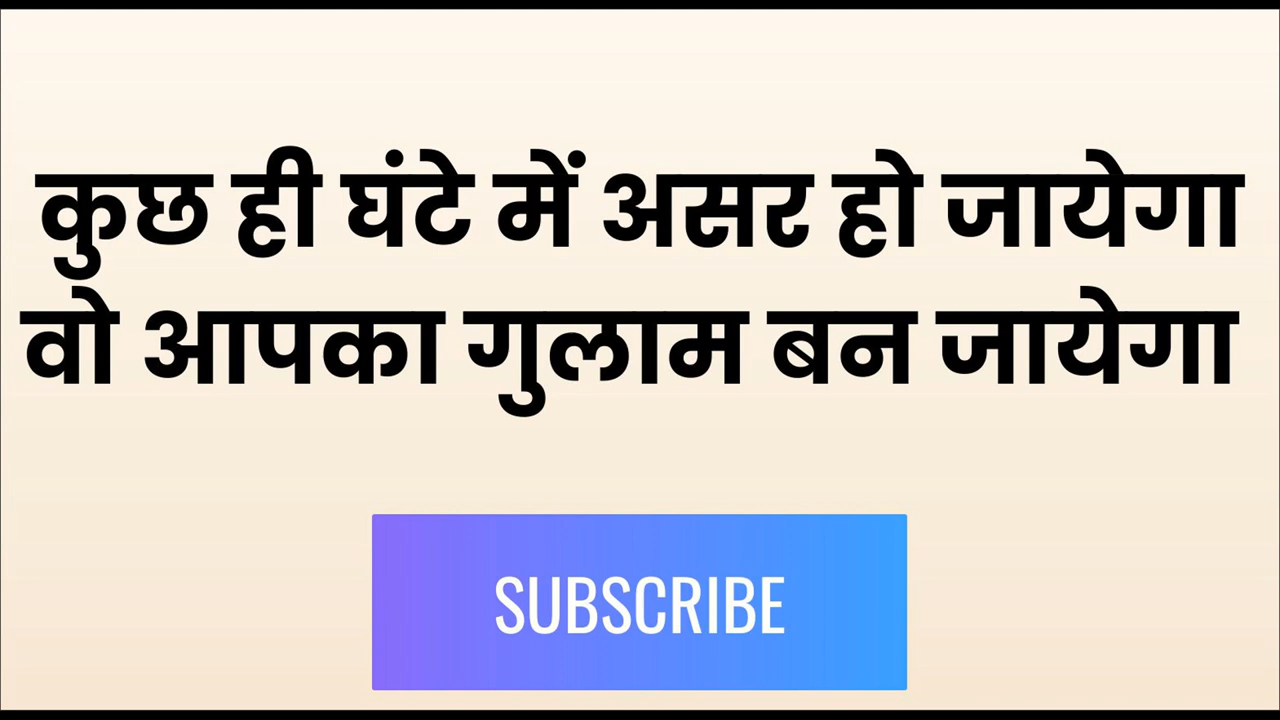 कुछ ही घंटे में असर हो जायेगा
वो आपका गुलाम बन जायेगा
SUBSCRIBE